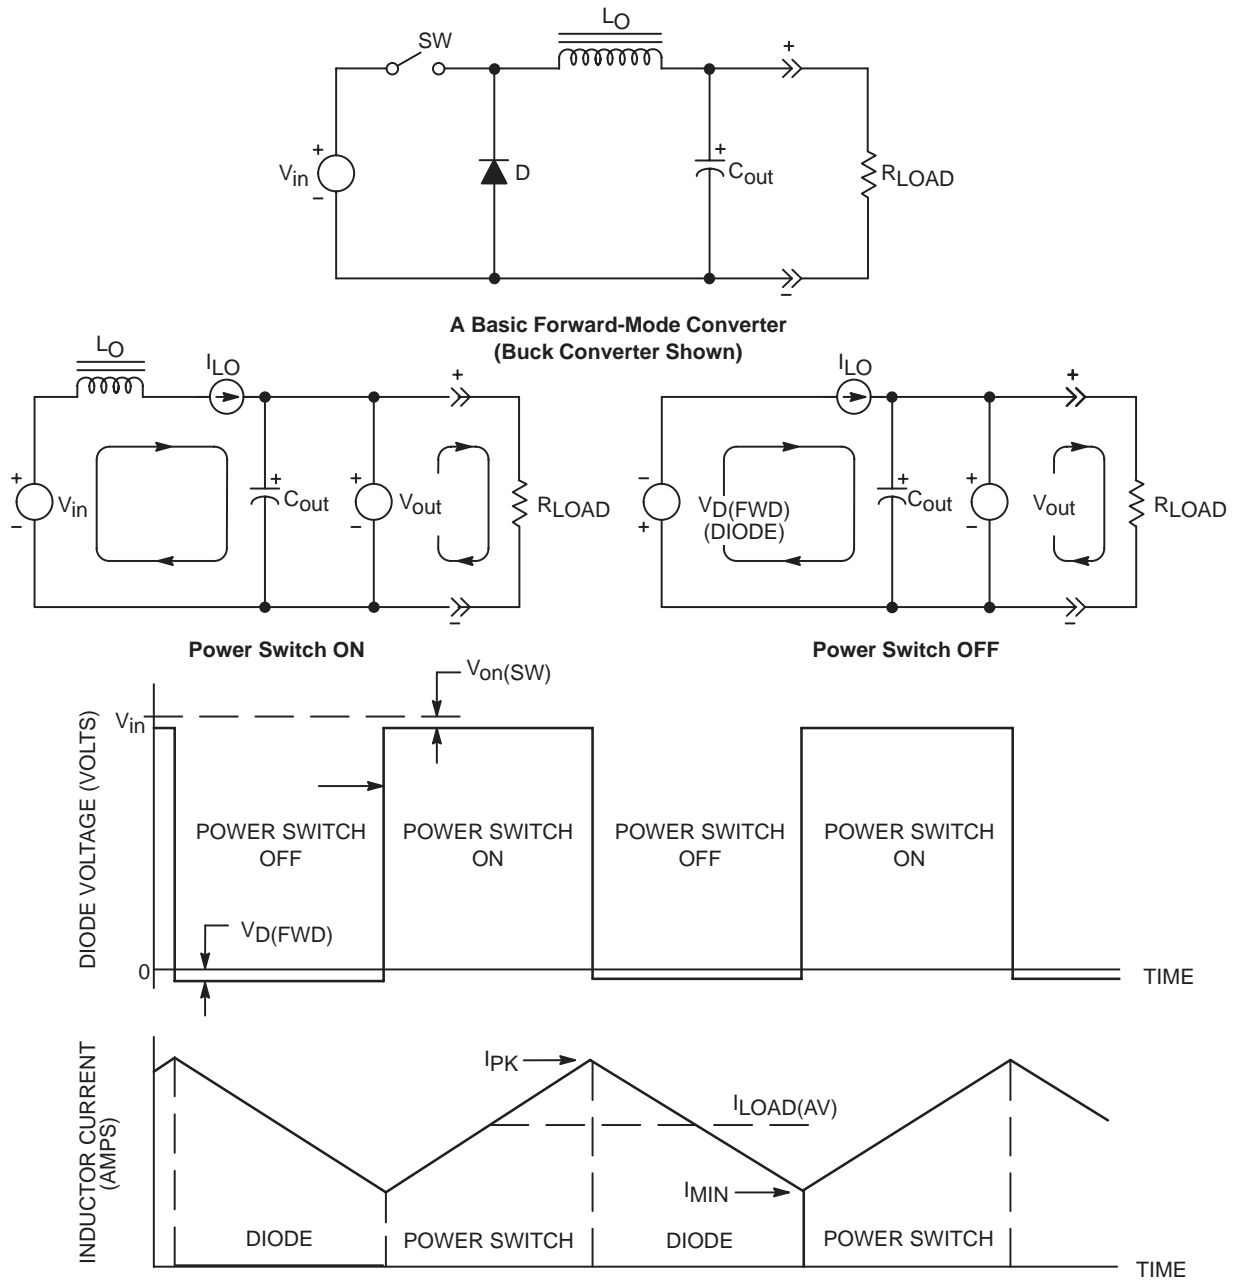 LO
SW
+
+
Vin
−
D
+
Cout
RLOAD
−
A Basic Forward-Mode Converter
(Buck Converter Shown)
LO
ILO
+
+
Vin
−
+
Cout
+
Vout
−
RLOAD
−
Power Switch ON
ILO
+
−
VD(FWD)
(DIODE)
+
+
Cout
+
−
Vout
RLOAD
−
Power Switch OFF
Von(SW)
Vin
DIODE VOLTAGE (VOLTS)
POWER SWITCH
OFF
POWER SWITCH
ON
POWER SWITCH
OFF
POWER SWITCH
ON
VD(FWD)
0
TIME
INDUCTOR CURRENT
(AMPS)
IPK
ILOAD(AV)
IMIN
DIODE
POWER SWITCH
DIODE
POWER SWITCH
TIME